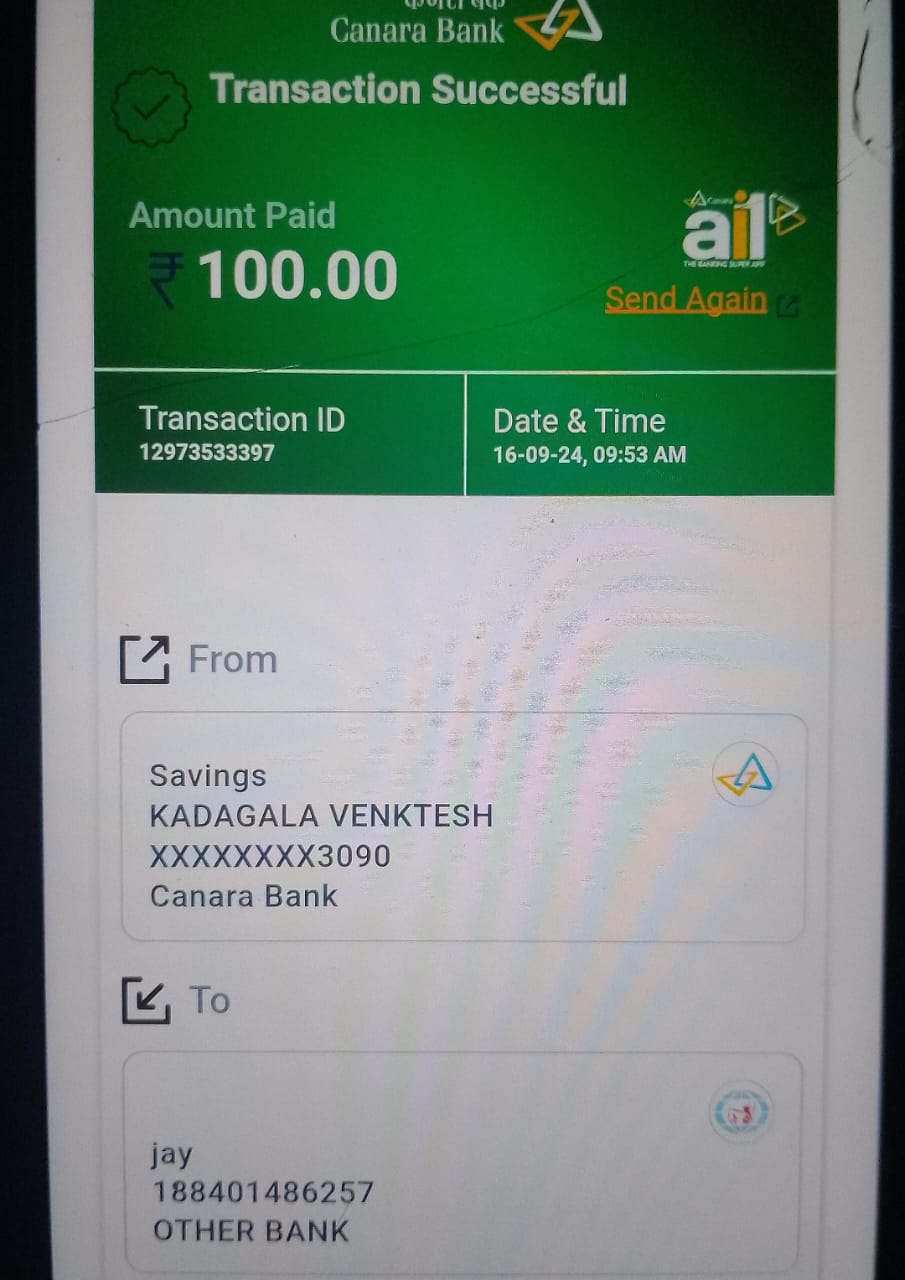 Canara Bank
Transaction Successful
Amount Paid
₹ 100.00
Canara
ai1
THE BANKING SUPER APP
Send Again
Transaction ID
12973533397
Date & Time
16-09-24, 09:53 AM
From
Savings
KADAGALA VENKTESH
XXXXXXXX3090
Canara Bank
To
jay
188401486257
OTHER BANK